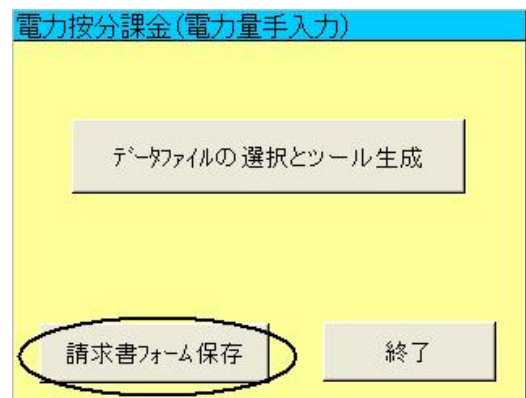 電力按分課金(電力量手入力)
ﾃﾞｰﾀﾌｧｲﾙの選択とツール生成
請求書ﾌｫｰﾑ保存
終了